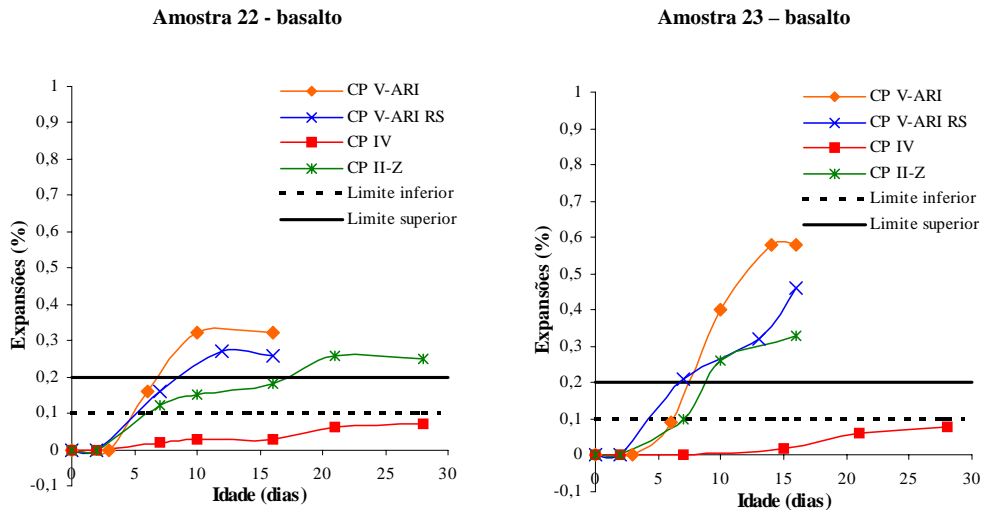 Amostra 22 - basalto
Expansões (%)
1
0,9
0,8
0,7
0,6
0,5
0,4
0,3
0,2
0,1
0
-0,1
0 5 10 15 20 25 30
Idade (dias)
CP V-ARI
CP V-ARI RS
CP IV
CP II-Z
Limite inferior
Limite superior
Amostra 23 – basalto
Expansões (%)
1
0,9
0,8
0,7
0,6
0,5
0,4
0,3
0,2
0,1
0
-0,1
0 5 10 15 20 25 30
Idade (dias)
CP V-ARI
CP V-ARI RS
CP IV
CP II-Z
Limite inferior
Limite superior